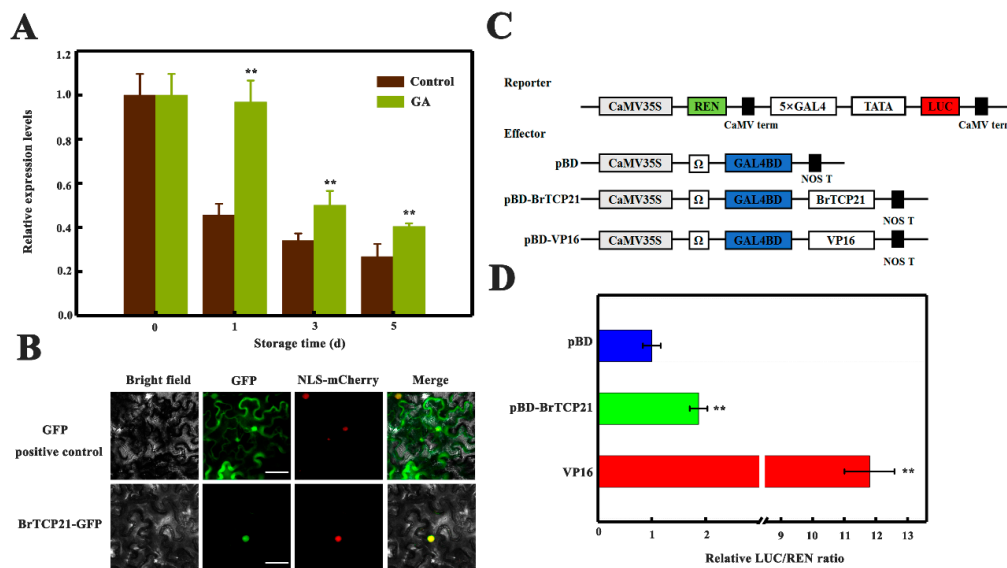 A
1.2
1.0
0.8
0.6
0.4
0.2
0.0
Relative expression levels
Control
GA
**
**
**
0 1 3 5
Storage time (d)
B
Bright field GFP NLS-mCherry Merge
GFP
positive control
BrTCP21-GFP
C
Reporter
CaMV35S REN 5×GAL4 TATA LUC
CaMV term CaMV term
Effector
pBD CaMV35S Ω GAL4BD
NOS T
pBD-BrTCP21 CaMV35S Ω GAL4BD BrTCP21
NOS T
pBD-VP16 CaMV35S Ω GAL4BD VP16
NOS T
D
pBD
pBD-BrTCP21 **
VP16 **
0 1 2 9 10 11 12 13
Relative LUC/REN ratio